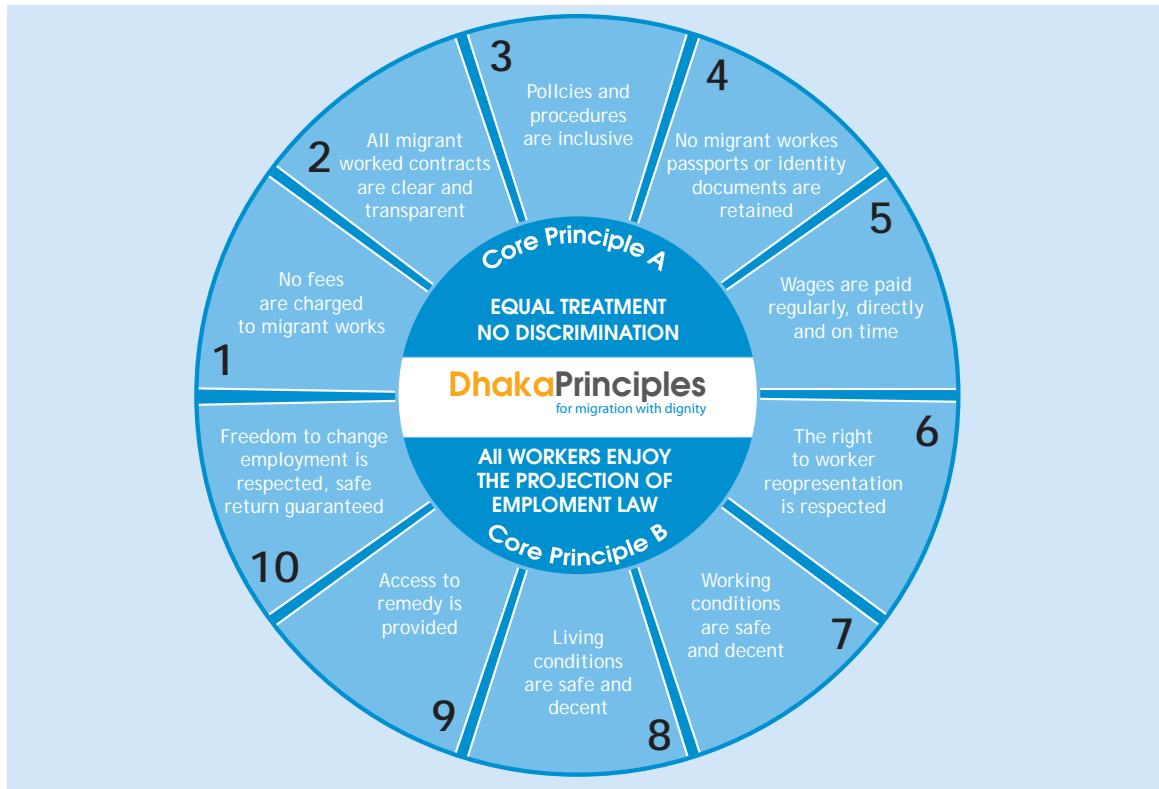 1
No fees
are charged
to migrant works
2
All migrant
worked contracts
are clear and
transparent
3
Pollcies and
procedures
are inclusive
4
No migrant workes
passports or identity
documents are
retained
5
Wages are paid
regularly, directly
and on time
6
The right
to worker
reopresentation
is respected
7
Working
conditions
are safe
and decent
8
Living
conditions
are safe and
decent
9
Access to
remedy is
provided
10
Freedom to change
employment is
respected, safe
return guaranteed
Core Principle A
EQUAL TREATMENT
NO DISCRIMINATION
DhakaPrinciples
for migration with dignity
All WORKERS ENJOY
THE PROJECTION OF
EMPLOMENT LAW
Core Principle B